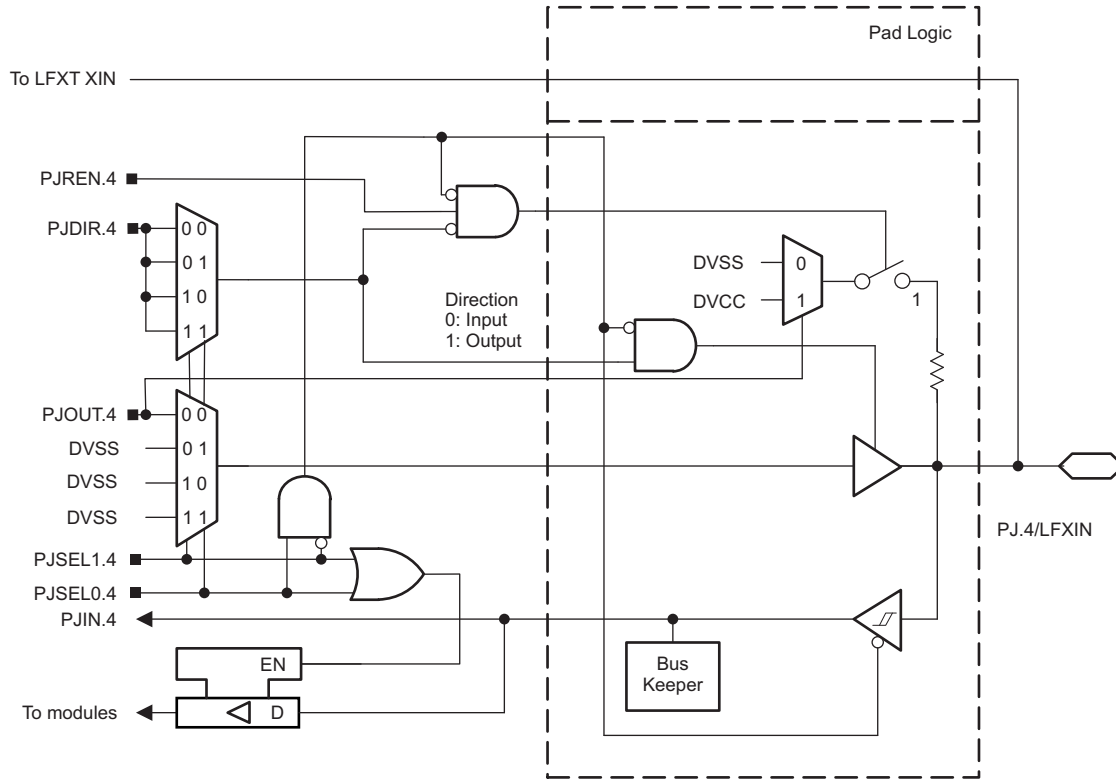 Pad Logic
To LFXT XIN
PJREN.4
PJDIR.4
0 0
0 1
1 0
1 1
Direction
0: Input
1: Output
DVSS
DVCC
0
1
1
PJOUT.4
DVSS
DVSS
DVSS
0 0
0 1
1 0
1 1
PJSEL1.4
PJSEL0.4
PJIN.4
PJ.4/LFXIN
Bus
Keeper
EN
D
To modules